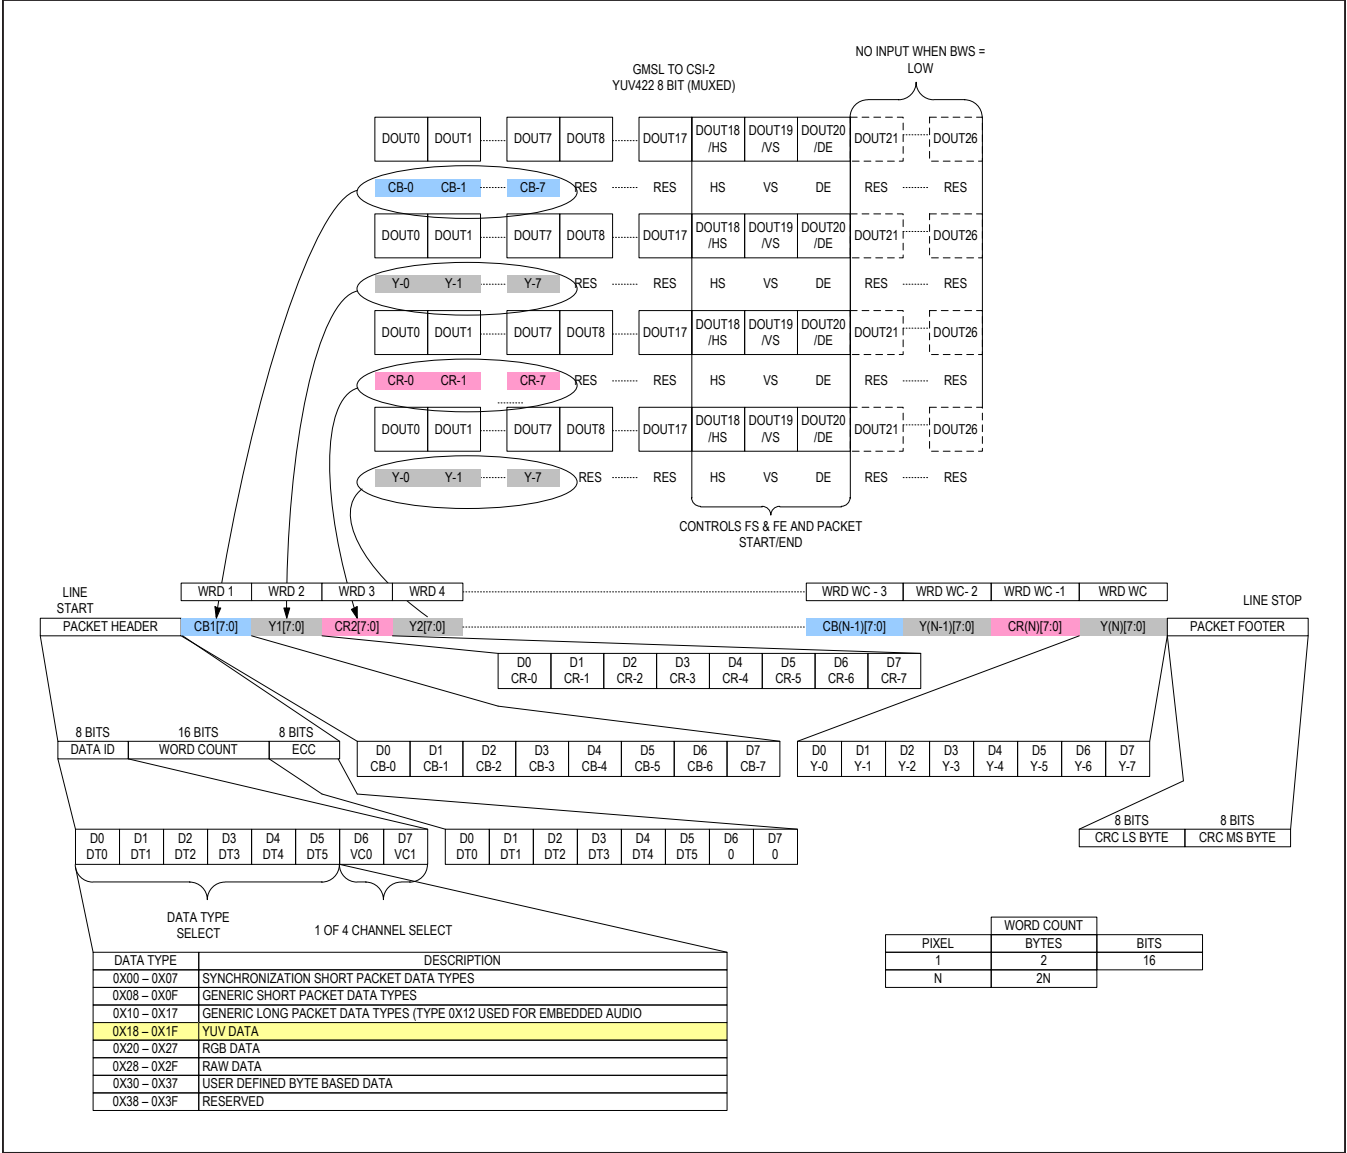 NO INPUT WHEN BWS =
LOW
GMSL TO CSI-2
YUV422 8 BIT (MUXED)
DOUT0 DOUT1 DOUT7 DOUT8 DOUT17 DOUT18 /HS DOUT19 /VS DOUT20 /DE DOUT21 DOUT26
CB-0 CB-1 CB-7 RES RES HS VS DE RES RES
DOUT0 DOUT1 DOUT7 DOUT8 DOUT17 DOUT18 /HS DOUT19 /VS DOUT20 /DE DOUT21 DOUT26
Y-0 Y-1 Y-7 RES RES HS VS DE RES RES
DOUT0 DOUT1 DOUT7 DOUT8 DOUT17 DOUT18 /HS DOUT19 /VS DOUT20 /DE DOUT21 DOUT26
CR-0 CR-1 CR-7 RES RES HS VS DE RES RES
DOUT0 DOUT1 DOUT7 DOUT8 DOUT17 DOUT18 /HS DOUT19 /VS DOUT20 /DE DOUT21 DOUT26
Y-0 Y-1 Y-7 RES RES HS VS DE RES RES
CONTROLS FS & FE AND PACKET
START/END
LINE
START
WRD 1 WRD 2 WRD 3 WRD 4 WRD WC - 3 WRD WC- 2 WRD WC -1 WRD WC
LINE STOP
PACKET HEADER CB1[7:0] Y1[7:0] CR2[7:0] Y2[7:0] CB(N-1)[7:0] Y(N-1)[7:0] CR(N)[7:0] Y(N)[7:0] PACKET FOOTER
D0 D1 D2 D3 D4 D5 D6 D7
CR-0 CR-1 CR-2 CR-3 CR-4 CR-5 CR-6 CR-7
8 BITS 16 BITS 8 BITS
DATA ID WORD COUNT ECC
D0 D1 D2 D3 D4 D5 D6 D7
CB-0 CB-1 CB-2 CB-3 CB-4 CB-5 CB-6 CB-7
D0 D1 D2 D3 D4 D5 D6 D7
Y-0 Y-1 Y-2 Y-3 Y-4 Y-5 Y-6 Y-7
8 BITS 8 BITS
CRC LS BYTE CRC MS BYTE
D0 D1 D2 D3 D4 D5 D6 D7
DT0 DT1 DT2 DT3 DT4 DT5 VC0 VC1
D0 D1 D2 D3 D4 D5 D6 D7
DT0 DT1 DT2 DT3 DT4 DT5 0 0
DATA TYPE
SELECT
1 OF 4 CHANNEL SELECT
DATA TYPE DESCRIPTION
0X00 – 0X07 SYNCHRONIZATION SHORT PACKET DATA TYPES
0X08 – 0X0F GENERIC SHORT PACKET DATA TYPES
0X10 – 0X17 GENERIC LONG PACKET DATA TYPES (TYPE 0X12 USED FOR EMBEDDED AUDIO
0X18 – 0X1F YUV DATA
0X20 – 0X27 RGB DATA
0X28 – 0X2F RAW DATA
0X30 – 0X37 USER DEFINED BYTE BASED DATA
0X38 – 0X3F RESERVED
WORD COUNT
PIXEL BYTES BITS
1 2 16
N 2N